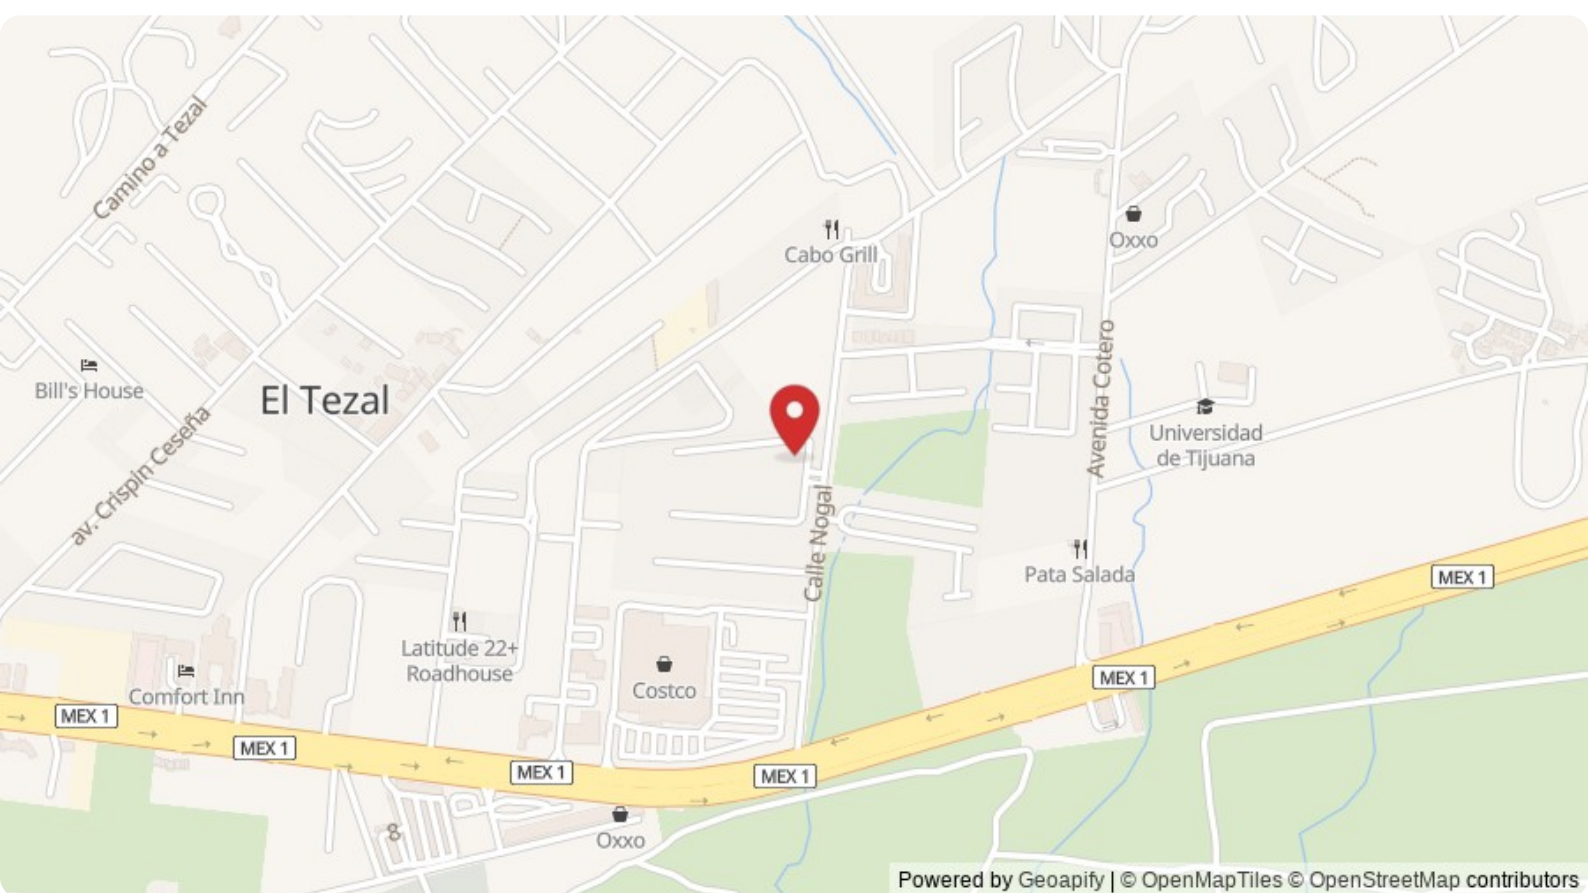 Camino a Tezal
Cabo Grill
Oxxo
Bill's House
El Tezal
Avenida Cotero
av. Crispin Ceseña
Universidad
de Tijuana
Calle Nogal
Pata Salada
MEX 1
Latitude 22+
Roadhouse
Costco
Comfort Inn
MEX 1
MEX 1
MEX 1
MEX 1
MEX 1
Oxxo
8
Powered by Geoapify | © OpenMapTiles © OpenStreetMap contributors